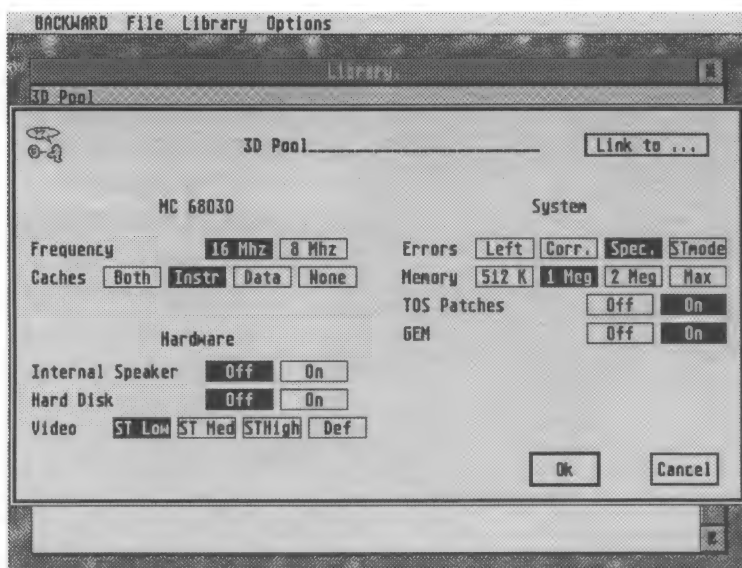 BACKWARD File Library Options
Library.
3D Pool
3D Pool
Link to ...
MC 68030
Frequency 16 Mhz 8 Mhz
Caches Both Instr Data None
Hardware
Internal Speaker Off On
Hard Disk Off On
Video ST Low ST Med STHigh Def
System
Errors Left Corr. Spec. STmode
Memory 512 K 1 Meg 2 Meg Max
TOS Patches Off On
GEM Off On
Ok Cancel